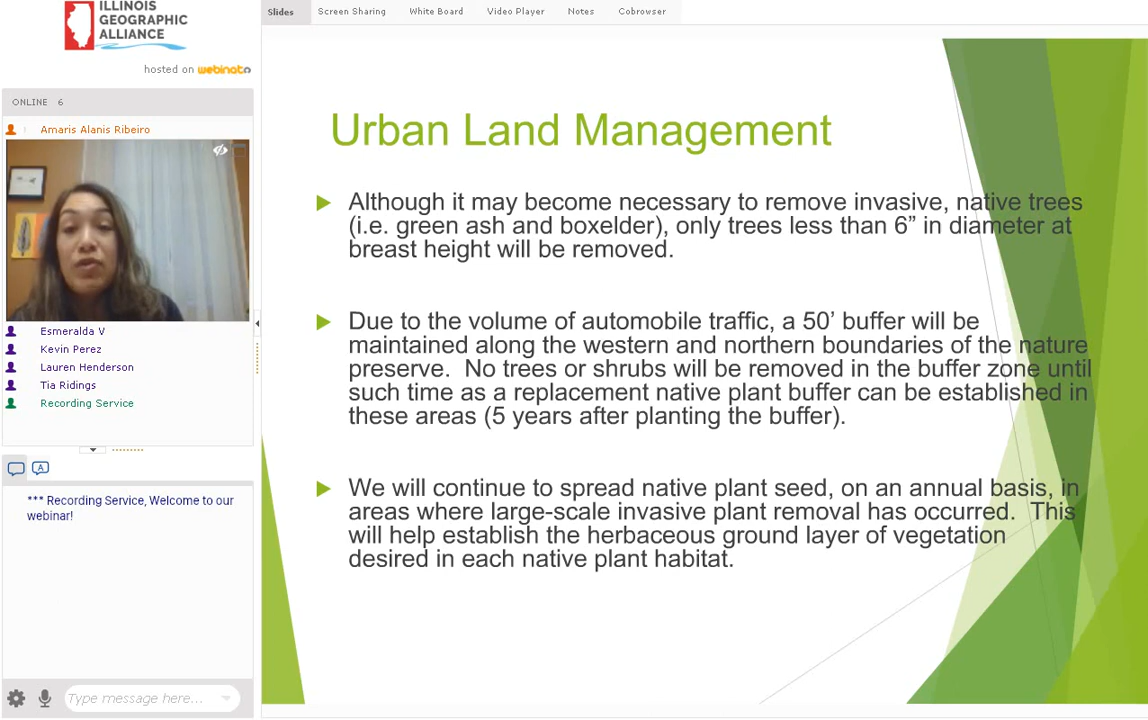 ILLINOIS
GEOGRAPHIC
ALLIANCE
hosted on webinato
ONLINE 6
Amaris Alanis Ribeiro
Esmeralda V
Kevin Perez
Lauren Henderson
Tia Ridings
Recording Service
A
*** Recording Service, Welcome to our
webinar!
Type message here...
Slides Screen Sharing White Board Video Player Notes Cobrowser
Urban Land Management
Although it may become necessary to remove invasive, native trees
(i.e. green ash and boxelder), only trees less than 6” in diameter at
breast height will be removed.
Due to the volume of automobile traffic, a 50’ buffer will be
maintained along the western and northern boundaries of the nature
preserve. No trees or shrubs will be removed in the buffer zone until
such time as a replacement native plant buffer can be established in
these areas (5 years after planting the buffer).
We will continue to spread native plant seed, on an annual basis, in
areas where large-scale invasive plant removal has occurred. This
will help establish the herbaceous ground layer of vegetation
desired in each native plant habitat.